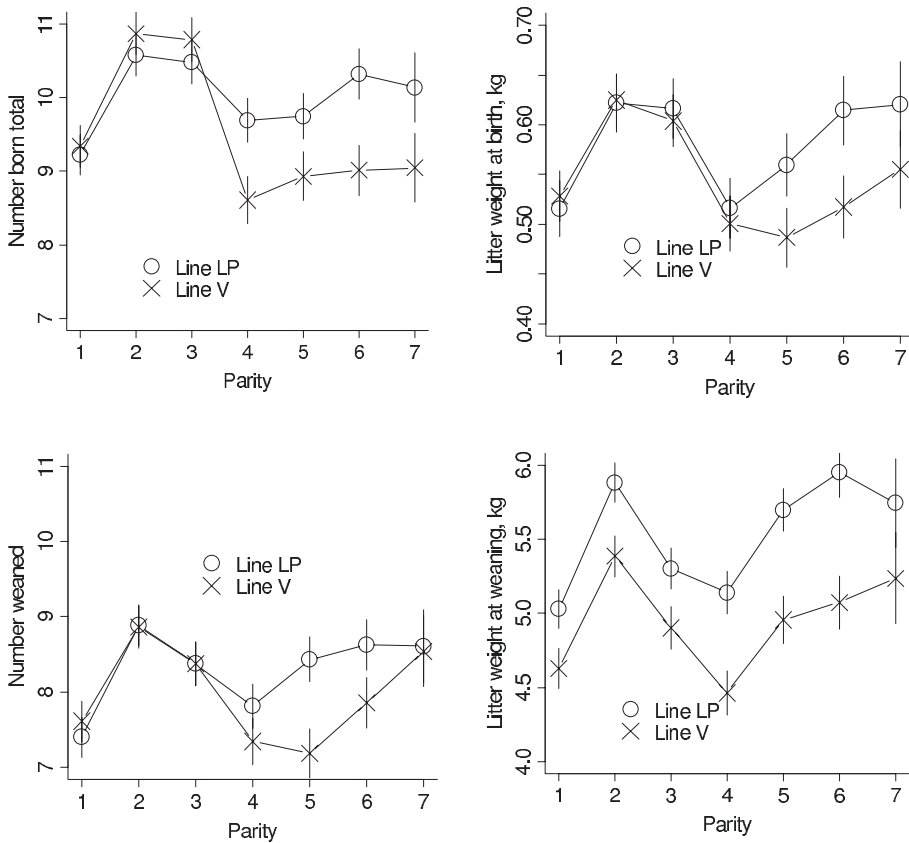 Number born total
11
10
9
8
7
Line LP
Line V
1 2 3 4 5 6 7
Parity
Litter weight at birth, kg
0.70
0.60
0.50
0.40
Line LP
Line V
1 2 3 4 5 6 7
Parity
Number weaned
11
10
9
8
7
Line LP
Line V
1 2 3 4 5 6 7
Parity
Litter weight at weaning, kg
6.0
5.5
5.0
4.5
4.0
Line LP
Line V
1 2 3 4 5 6 7
Parity